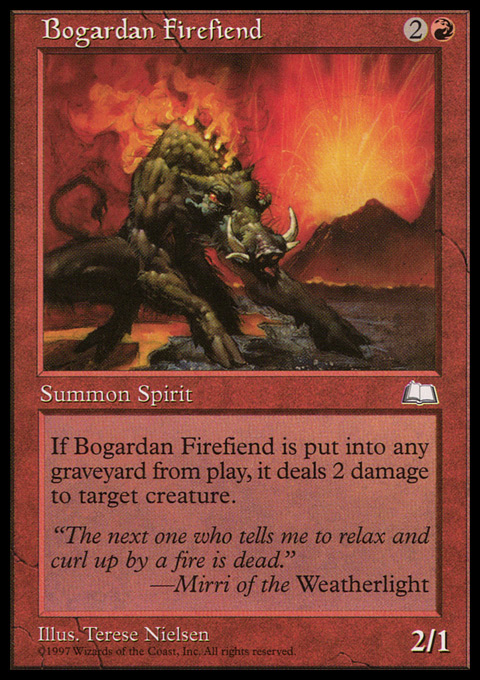 Bogardan Firefiend 2
Summon Spirit
If Bogardan Firefiend is put into any
graveyard from play, it deals 2 damage
to target creature.
“The next one who tells me to relax and
curl up by a fire is dead.”
—Mirri of the Weatherlight
Illus. Terese Nielsen
©1997 Wizards of the Coast, Inc. All rights reserved.
2/1